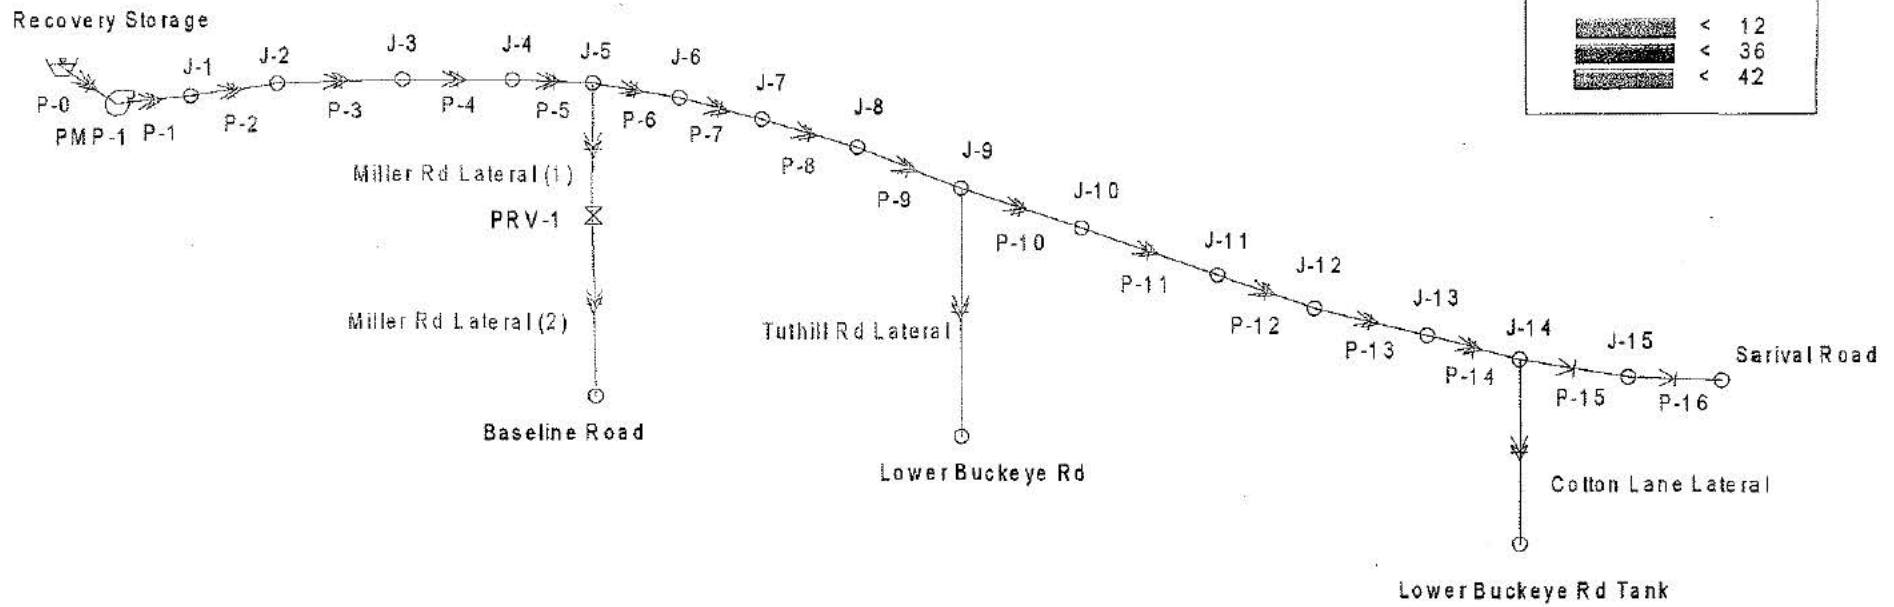 Recovery Storage
< 12
< 36
< 42
J-1
J-2
J-3
J-4
J-5
J-6
J-7
J-8
J-9
J-10
J-11
J-12
J-13
J-14
J-15
Sarival Road
P-0
PMP-1
P-1
P-2
P-3
P-4
P-5
P-6
P-7
P-8
P-9
P-10
P-11
P-12
P-13
P-14
P-15
P-16
Miller Rd Lateral (1)
PRV-1
Miller Rd Lateral (2)
Baseline Road
Tuthill Rd Lateral
Lower Buckeye Rd
Cotton Lane Lateral
Lower Buckeye Rd Tank